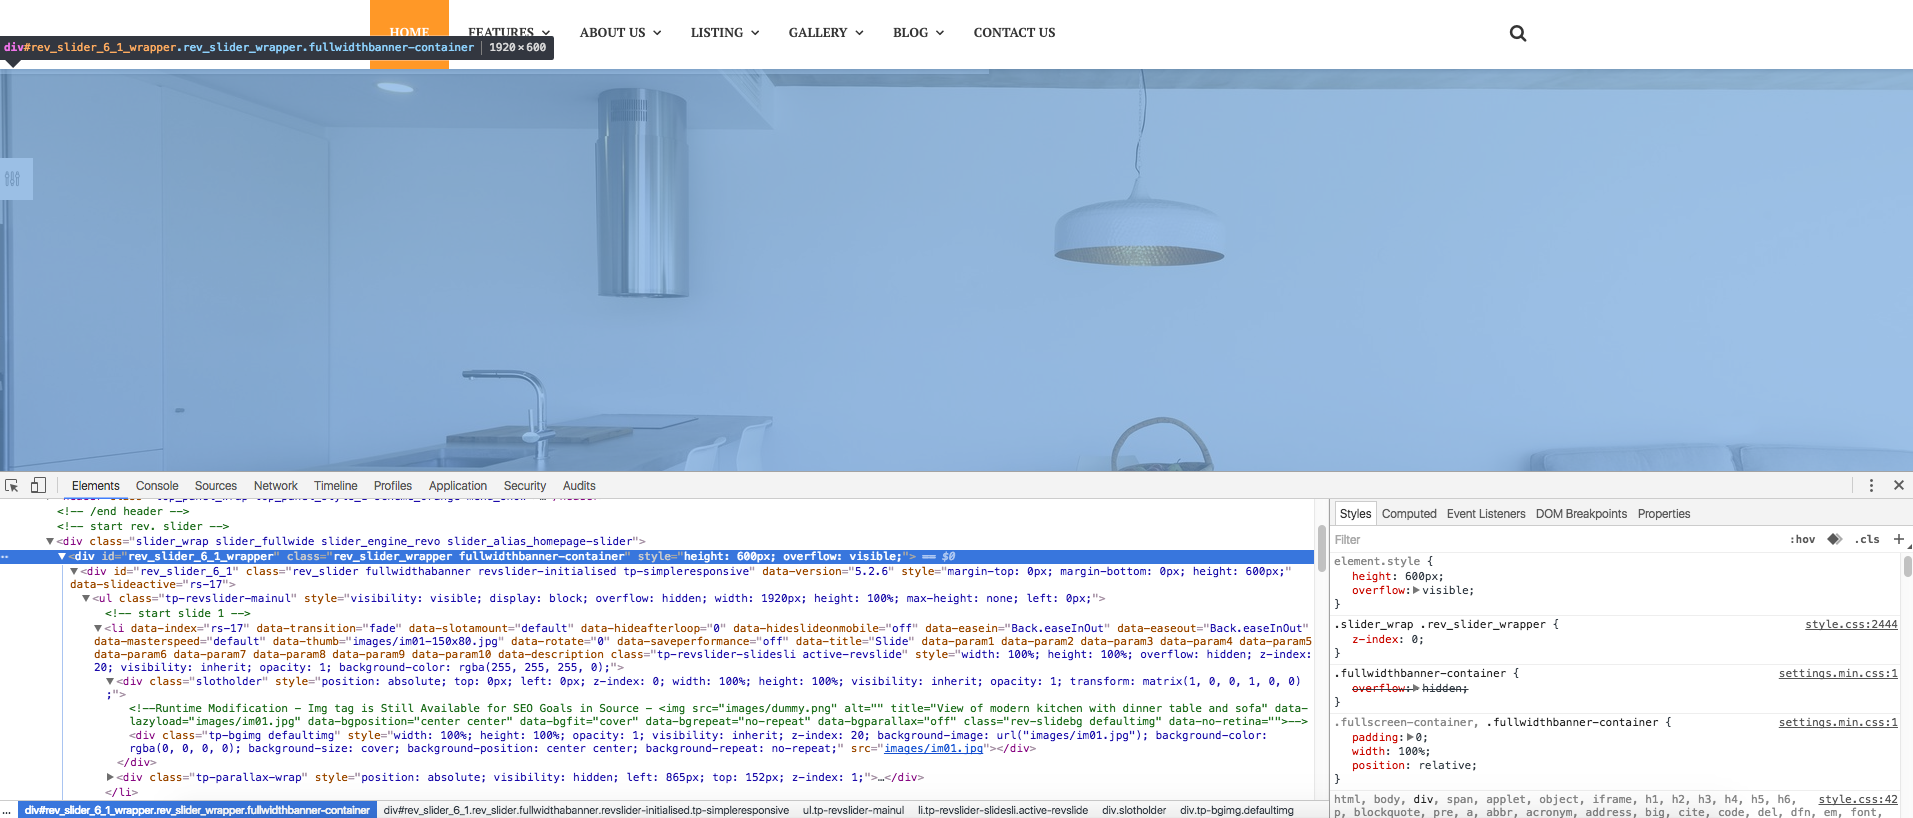 HOME FEATURES ABOUT US LISTING GALLERY BLOG CONTACT US
div#rev_slider_6_1_wrapper.rev_slider_wrapper.fullwidthbanner-container | 1920 × 600
Elements Console Sources Network Timeline Profiles Application Security Audits
<!-- /end header -->
<!-- start rev. slider -->
▼<div class="slider_wrap slider_fullwide slider_engine_revo slider_alias_homepage-slider">
▼<div id="rev_slider_6_1_wrapper" class="rev_slider_wrapper fullwidthbanner-container" style="height: 600px; overflow: visible;"> == $0
▼<div id="rev_slider_6_1" class="rev_slider fullwidthabanner revslider-initialised tp-simpleresponsive" data-version="5.2.6" style="margin-top: 0px; margin-bottom: 0px; height: 600px;"
data-slideactive="rs-17">
▼<ul class="tp-revslider-mainul" style="visibility: visible; display: block; overflow: hidden; width: 1920px; height: 100%; max-height: none; left: 0px;">
<!-- start slide 1 -->
▼<li data-index="rs-17" data-transition="fade" data-slotamount="default" data-hideafterloop="0" data-hideslideonmobile="off" data-easein="Back.easeInOut" data-easeout="Back.easeInOut"
data-masterspeed="default" data-thumb="images/im01-150x80.jpg" data-rotate="0" data-saveperformance="off" data-title="Slide" data-param1 data-param2 data-param3 data-param4 data-param5
data-param6 data-param7 data-param8 data-param9 data-param10 data-description class="tp-revslider-slidesli active-revslide" style="width: 100%; height: 100%; overflow: hidden; z-index:
20; visibility: inherit; opacity: 1; background-color: rgba(255, 255, 255, 0);">
▼<div class="slotholder" style="position: absolute; top: 0px; left: 0px; z-index: 0; width: 100%; height: 100%; visibility: inherit; opacity: 1; transform: matrix(1, 0, 0, 1, 0, 0)
;">
<!--Runtime Modification - Img tag is Still Available for SEO Goals in Source - <img src="images/dummy.png" alt="" title="View of modern kitchen with dinner table and sofa" data-
lazyload="images/im01.jpg" data-bgposition="center center" data-bgfit="cover" data-bgrepeat="no-repeat" data-bgparallax="off" class="rev-slidebg defaultimg" data-no-retina="">-->
<div class="tp-bgimg defaultimg" style="width: 100%; height: 100%; opacity: 1; visibility: inherit; z-index: 20; background-image: url("images/im01.jpg"); background-color:
rgba(0, 0, 0, 0); background-size: cover; background-position: center center; background-repeat: no-repeat;" src="images/im01.jpg"></div>
</div>
▶<div class="tp-parallax-wrap" style="position: absolute; visibility: hidden; left: 865px; top: 152px; z-index: 1;">…</div>
</li>
... div#rev_slider_6_1_wrapper.rev_slider_wrapper.fullwidthbanner-container div#rev_slider_6_1.rev_slider.fullwidthabanner.revslider-initialised.tp-simpleresponsive ul.tp-revslider-mainul li.tp-revslider-slidesli.active-revslide div.slotholder div.tp-bgimg.defaultimg
Styles Computed Event Listeners DOM Breakpoints Properties
Filter :hov .cls +
element.style {
height: 600px;
overflow:▶visible;
}
.slider_wrap .rev_slider_wrapper { style.css:2444
z-index: 0;
}
.fullwidthbanner-container { settings.min.css:1
overflow:▶hidden;
}
.fullscreen-container, .fullwidthbanner-container { settings.min.css:1
padding:▶0;
width: 100%;
position: relative;
}
html, body, div, span, applet, object, iframe, h1, h2, h3, h4, h5, h6, style.css:42
p, blockquote, pre, a, abbr, acronym, address, big, cite, code, del, dfn, em, font,